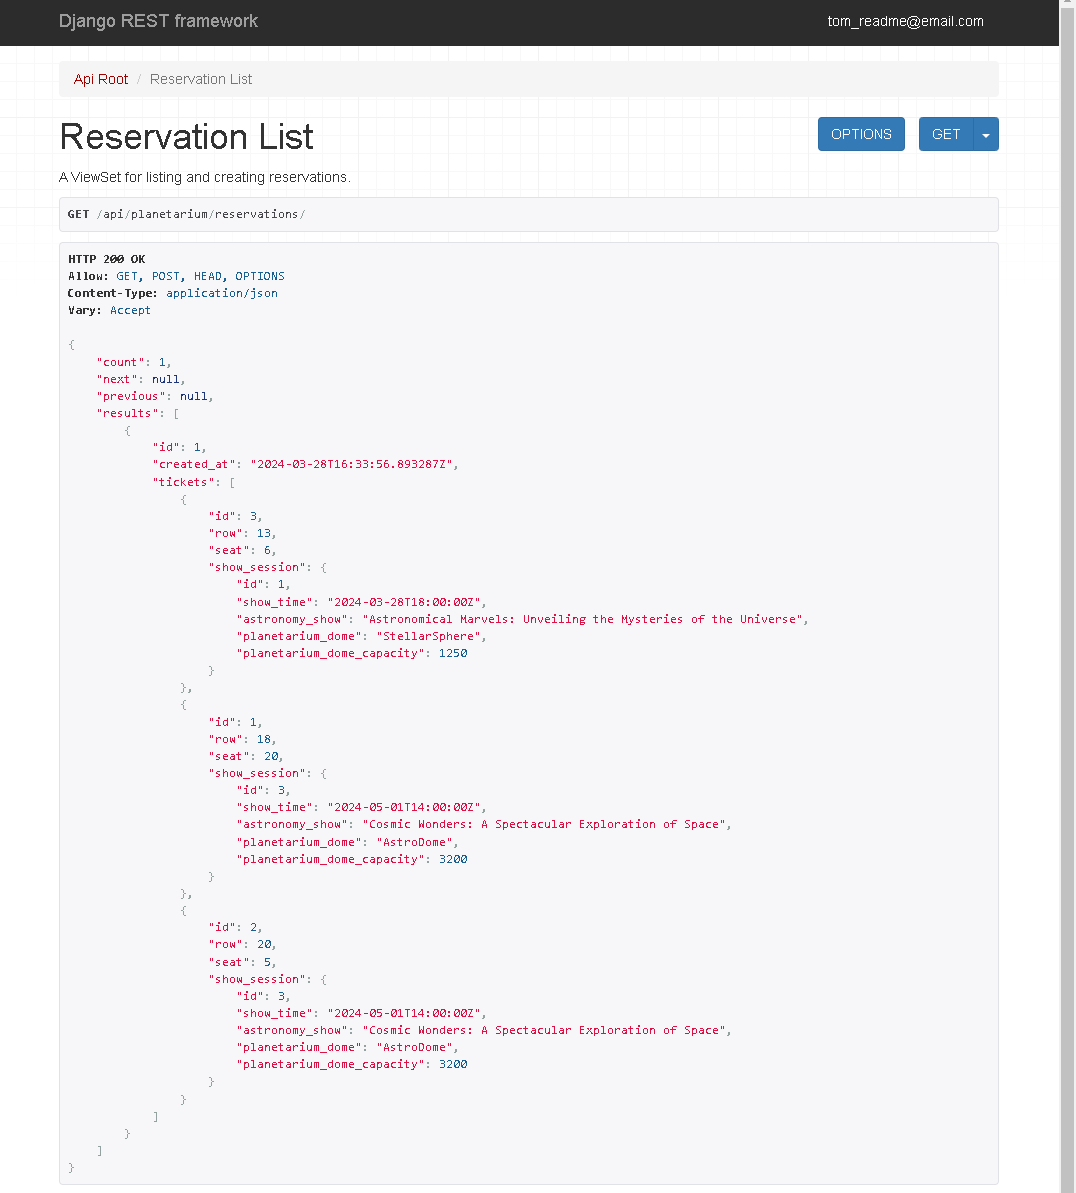 Django REST framework
tom_readme@email.com
Api Root / Reservation List
Reservation List
OPTIONS
GET
A ViewSet for listing and creating reservations.
GET /api/planetarium/reservations/
HTTP 200 OK
Allow: GET, POST, HEAD, OPTIONS
Content-Type: application/json
Vary: Accept
{
    "count": 1,
    "next": null,
    "previous": null,
    "results": [
        {
            "id": 1,
            "created_at": "2024-03-28T16:33:56.893287Z",
            "tickets": [
                {
                    "id": 3,
                    "row": 13,
                    "seat": 6,
                    "show_session": {
                        "id": 1,
                        "show_time": "2024-03-28T18:00:00Z",
                        "astronomy_show": "Astronomical Marvels: Unveiling the Mysteries of the Universe",
                        "planetarium_dome": "StellarSphere",
                        "planetarium_dome_capacity": 1250
                    }
                },
                {
                    "id": 1,
                    "row": 18,
                    "seat": 20,
                    "show_session": {
                        "id": 3,
                        "show_time": "2024-05-01T14:00:00Z",
                        "astronomy_show": "Cosmic Wonders: A Spectacular Exploration of Space",
                        "planetarium_dome": "AstroDome",
                        "planetarium_dome_capacity": 3200
                    }
                },
                {
                    "id": 2,
                    "row": 20,
                    "seat": 5,
                    "show_session": {
                        "id": 3,
                        "show_time": "2024-05-01T14:00:00Z",
                        "astronomy_show": "Cosmic Wonders: A Spectacular Exploration of Space",
                        "planetarium_dome": "AstroDome",
                        "planetarium_dome_capacity": 3200
                    }
                }
            ]
        }
    ]
}